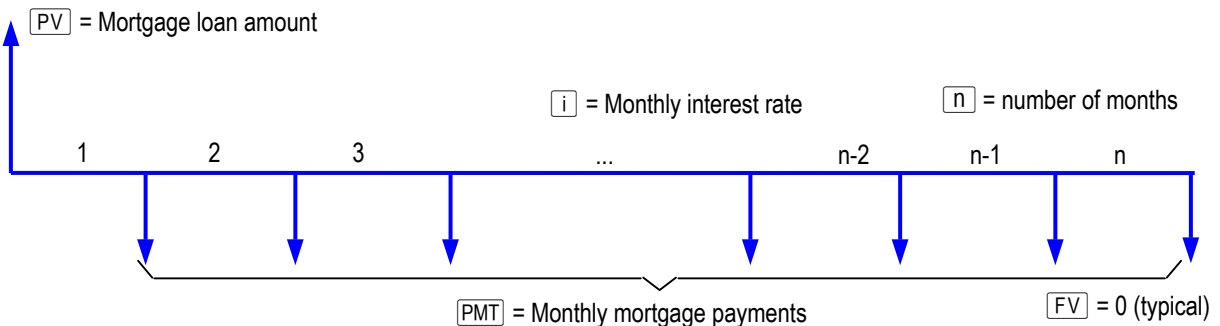 PV = Mortgage loan amount
i = Monthly interest rate
n = number of months
1 2 3 ... n-2 n-1 n
PMT = Monthly mortgage payments
FV = 0 (typical)